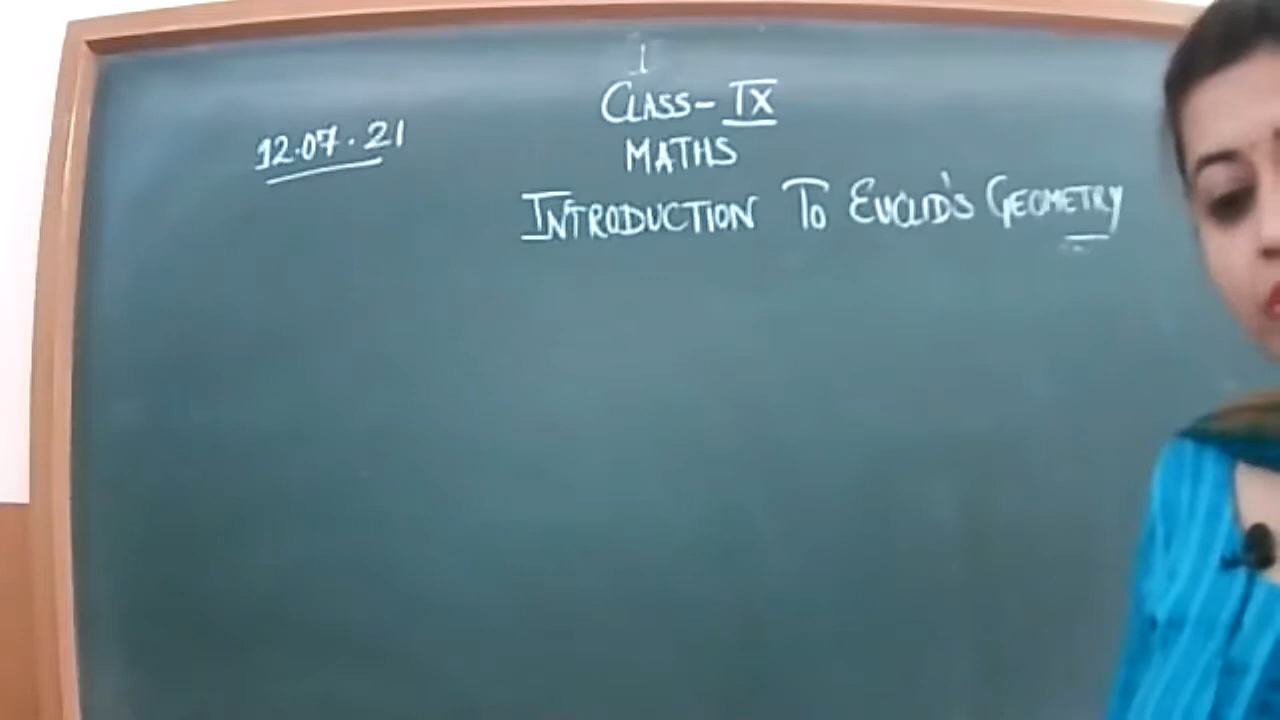 I
CLASS- IX
12.07.21
MATHS
INTRODUCTION TO EUCLID'S GEOMETRY